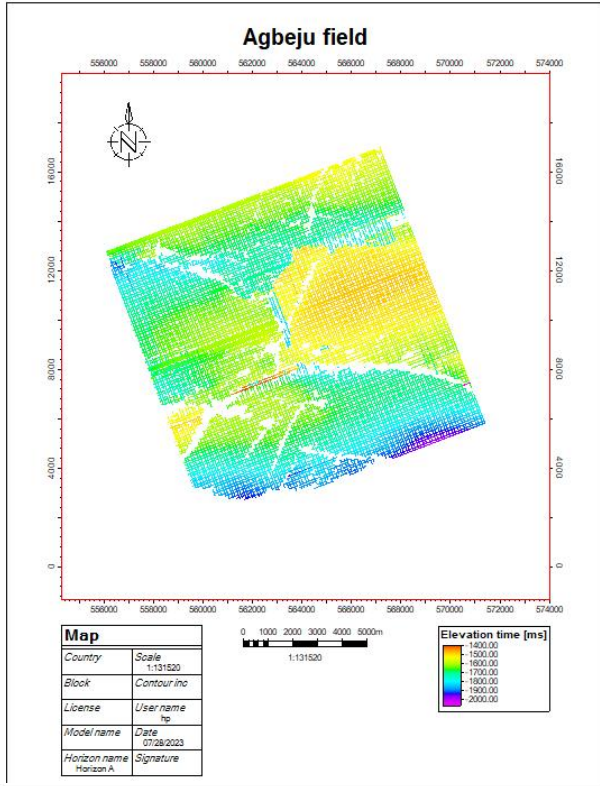 Agbeju field
558000 560000 562000 564000 566000 568000 570000 572000 574000
N
16000 16000
12000 12000
8000 8000
4000 4000
0 0
558000 558000 560000 562000 564000 566000 568000 570000 572000 574000
Map
Country Scale
1:131520
Block Contour inc
License User name
hp
Model name Date
07/28/2023
Horizon name Signature
Horizon A
0 1000 2000 3000 4000 5000m
1:131520
Elevation time [ms]
-1400.00
-1500.00
-1600.00
-1700.00
-1800.00
-1900.00
-2000.00